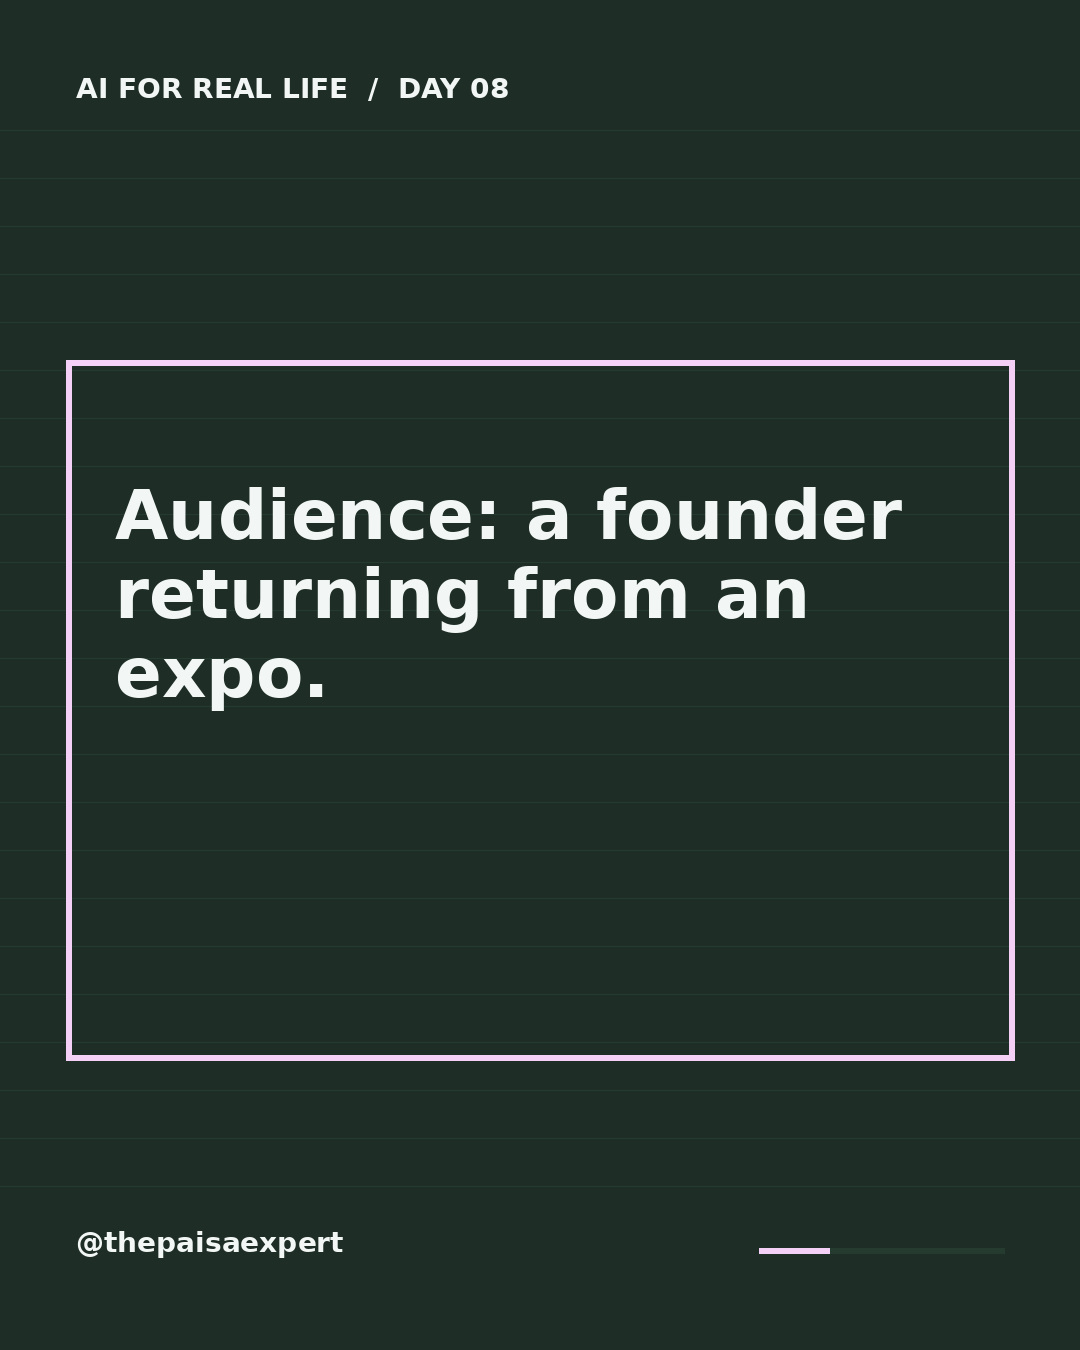 AI FOR REAL LIFE / DAY 08
Audience: a founder
returning from an
expo.
@thepaisaexpert